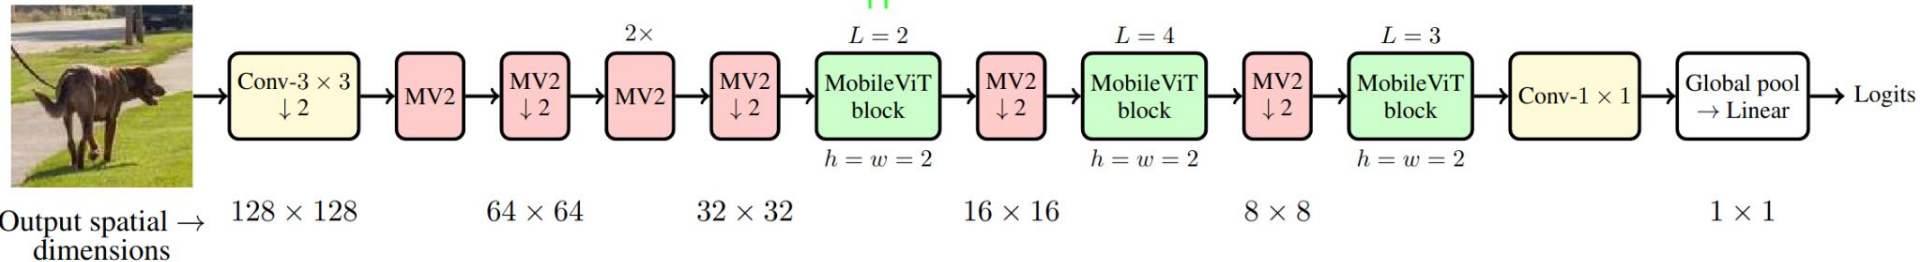 2×
L = 2
L = 4
L = 3
Conv-3 × 3
↓ 2
MV2
MV2
↓ 2
MV2
MV2
↓ 2
MobileViT
block
MV2
↓ 2
MobileViT
block
MV2
↓ 2
MobileViT
block
Conv-1 × 1
Global pool
→ Linear
Logits
h = w = 2
h = w = 2
h = w = 2
Output spatial →
dimensions
128 × 128
64 × 64
32 × 32
16 × 16
8 × 8
1 × 1